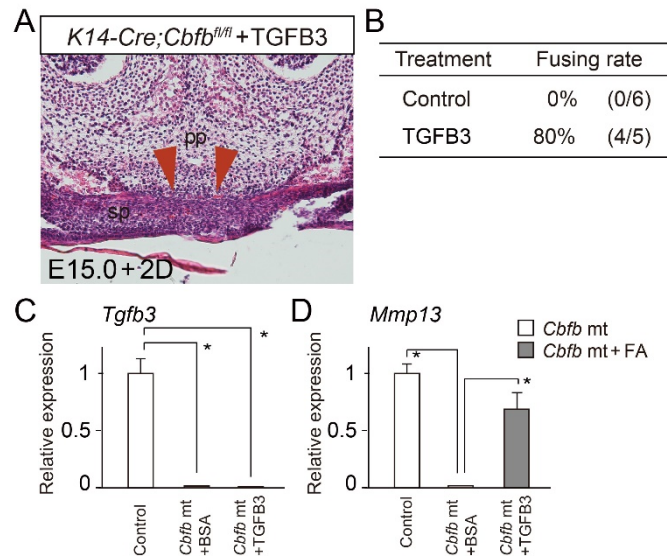 A
K14-Cre;Cbfb^fl/fl +TGFB3
pp
sp
E15.0+2D
B
Treatment Fusing rate
Control 0% (0/6)
TGFB3 80% (4/5)
C
Tgfb3
*
*
Relative expression
1
0.5
0
Control
Cbfb mt
+BSA
Cbfb mt
+TGFB3
D
Mmp13
Cbfb mt
Cbfb mt+FA
*
*
Relative expression
1
0.5
0
Control
Cbfb mt
+BSA
Cbfb mt
+TGFB3